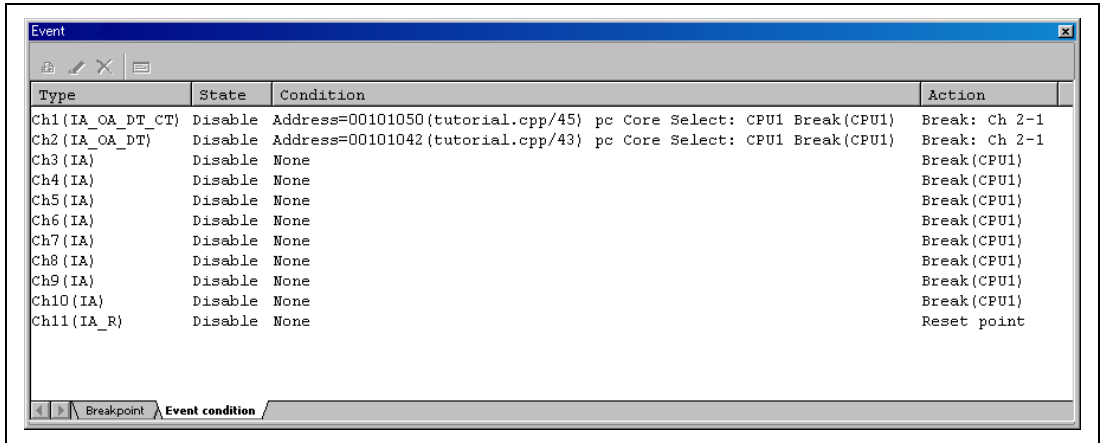 Event
Type State Condition Action
Ch1(IA_OA_DT_CT) Disable Address=00101050(tutorial.cpp/45) pc Core Select: CPU1 Break(CPU1) Break: Ch 2-1
Ch2(IA_OA_DT) Disable Address=00101042(tutorial.cpp/43) pc Core Select: CPU1 Break(CPU1) Break: Ch 2-1
Ch3(IA) Disable None Break(CPU1)
Ch4(IA) Disable None Break(CPU1)
Ch5(IA) Disable None Break(CPU1)
Ch6(IA) Disable None Break(CPU1)
Ch7(IA) Disable None Break(CPU1)
Ch8(IA) Disable None Break(CPU1)
Ch9(IA) Disable None Break(CPU1)
Ch10(IA) Disable None Break(CPU1)
Ch11(IA_R) Disable None Reset point
Breakpoint Event condition